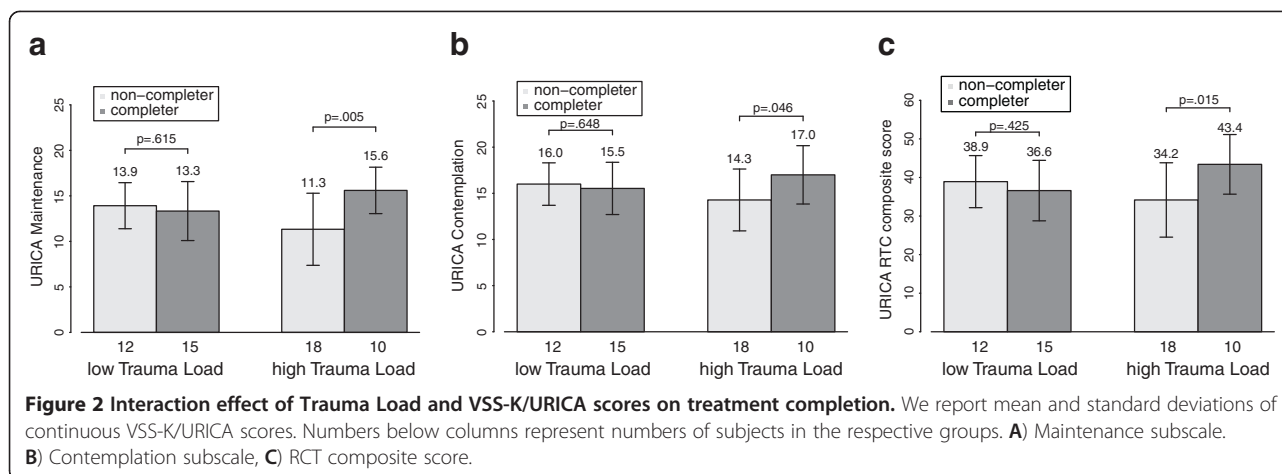 a
non−completer
completer
p=.615
p=.005
13.9
13.3
11.3
15.6
URICA Maintenance
0
5
10
15
20
25
12
15
18
10
low Trauma Load
high Trauma Load
b
non−completer
completer
p=.648
p=.046
16.0
15.5
14.3
17.0
URICA Contemplation
0
5
10
15
20
25
12
15
18
10
low Trauma Load
high Trauma Load
c
non−completer
completer
p=.425
p=.015
38.9
36.6
34.2
43.4
URICA RTC composite score
0
10
20
30
40
50
60
12
15
18
10
low Trauma Load
high Trauma Load
Figure 2 Interaction effect of Trauma Load and VSS-K/URICA scores on treatment completion. We report mean and standard deviations of
continuous VSS-K/URICA scores. Numbers below columns represent numbers of subjects in the respective groups. A) Maintenance subscale.
B) Contemplation subscale, C) RCT composite score.